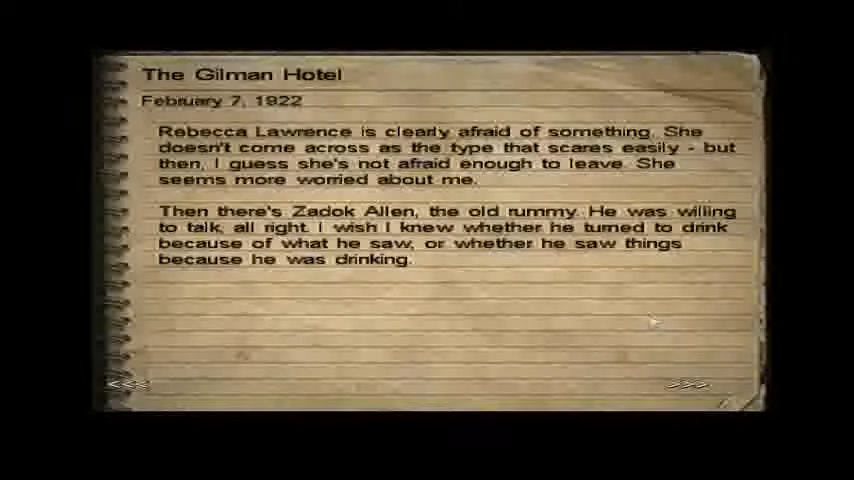 The Gilman Hotel
February 7, 1922
Rebecca Lawrence is clearly afraid of something. She
doesn't come across as the type that scares easily - but
then, I guess she's not afraid enough to leave. She
seems more worried about me.
Then there's Zadok Allen, the old rummy. He was willing
to talk, all right. I wish I knew whether he turned to drink
because of what he saw, or whether he saw things
because he was drinking.
<<< >>>